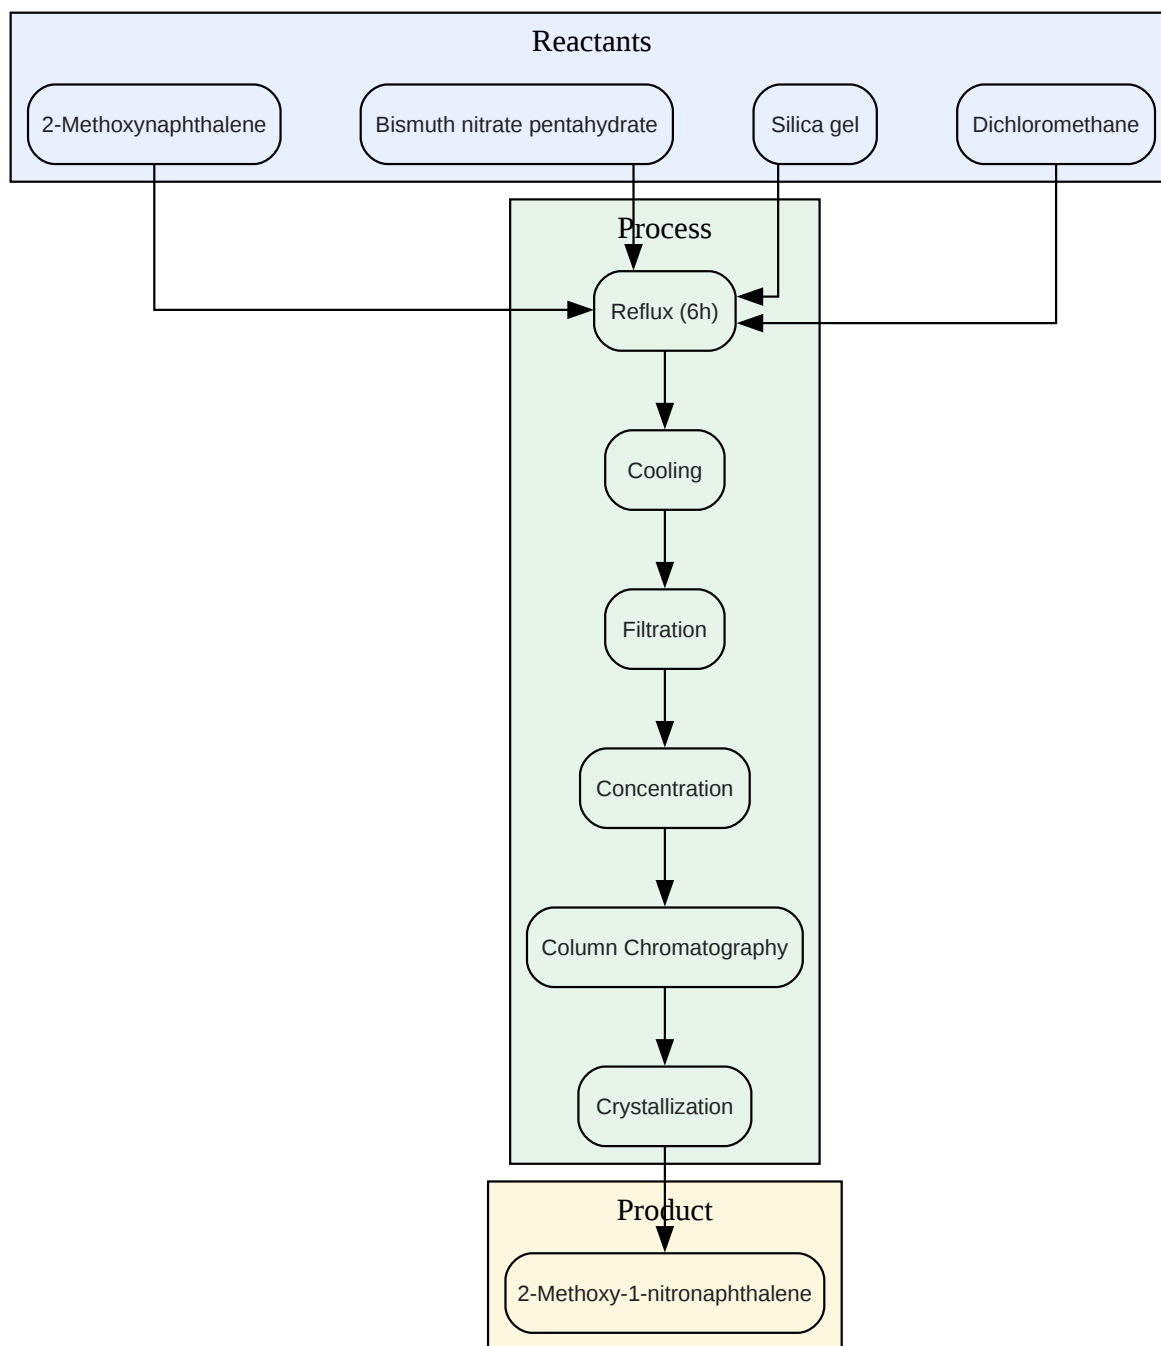 Reactants
2-Methoxynaphthalene
Bismuth nitrate pentahydrate
Silica gel
Dichloromethane
Process
Reflux (6h)
Cooling
Filtration
Concentration
Column Chromatography
Crystallization
Product
2-Methoxy-1-nitronaphthalene